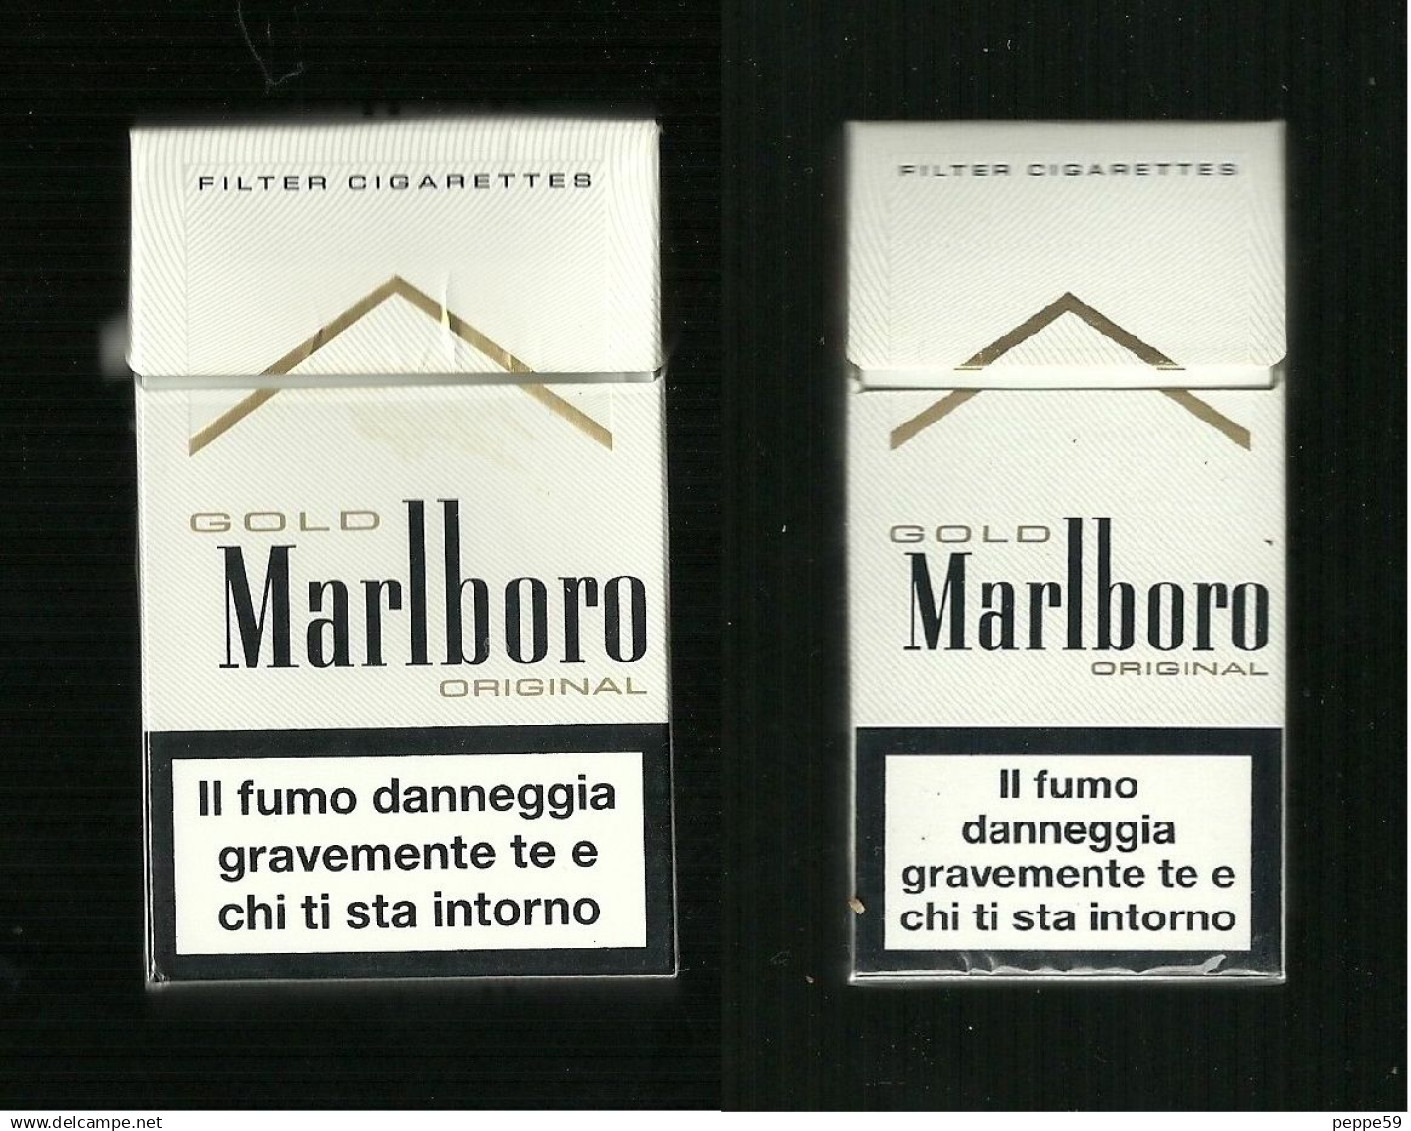 FILTER CIGARETTES
GOLD
Marlboro
ORIGINAL
Il fumo danneggia
gravemente te e
chi ti sta intorno
FILTER CIGARETTES
GOLD
Marlboro
ORIGINAL
Il fumo
danneggia
gravemente te e
chi ti sta intorno
delcampe.net
peppe59